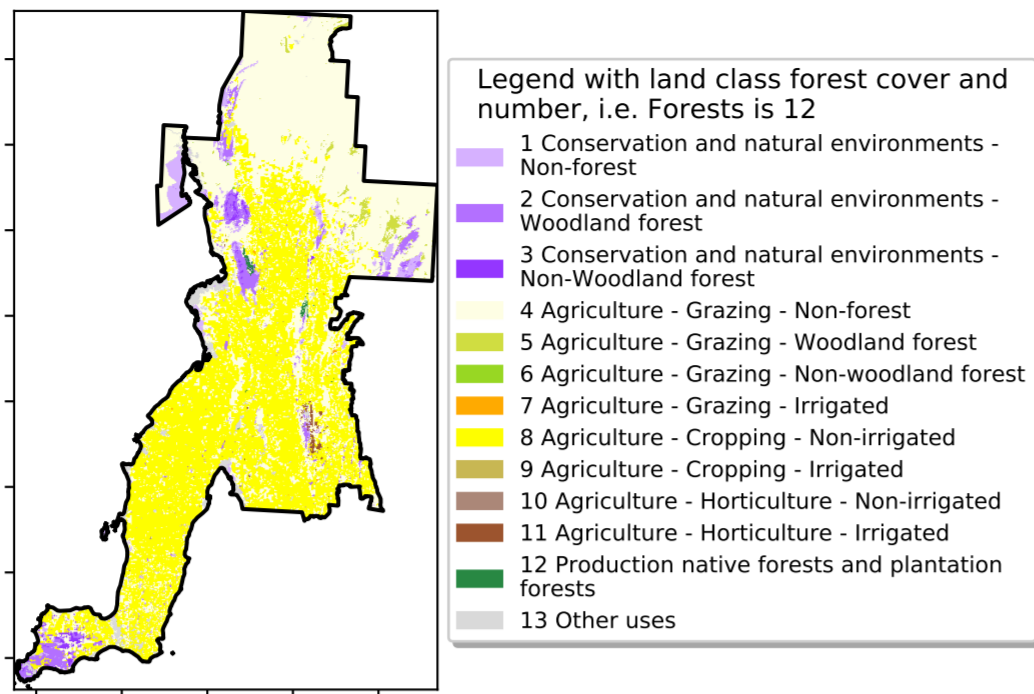 Legend with land class forest cover and
number, i.e. Forests is 12
1 Conservation and natural environments -
Non-forest
2 Conservation and natural environments -
Woodland forest
3 Conservation and natural environments -
Non-Woodland forest
4 Agriculture - Grazing - Non-forest
5 Agriculture - Grazing - Woodland forest
6 Agriculture - Grazing - Non-woodland forest
7 Agriculture - Grazing - Irrigated
8 Agriculture - Cropping - Non-irrigated
9 Agriculture - Cropping - Irrigated
10 Agriculture - Horticulture - Non-irrigated
11 Agriculture - Horticulture - Irrigated
12 Production native forests and plantation
forests
13 Other uses